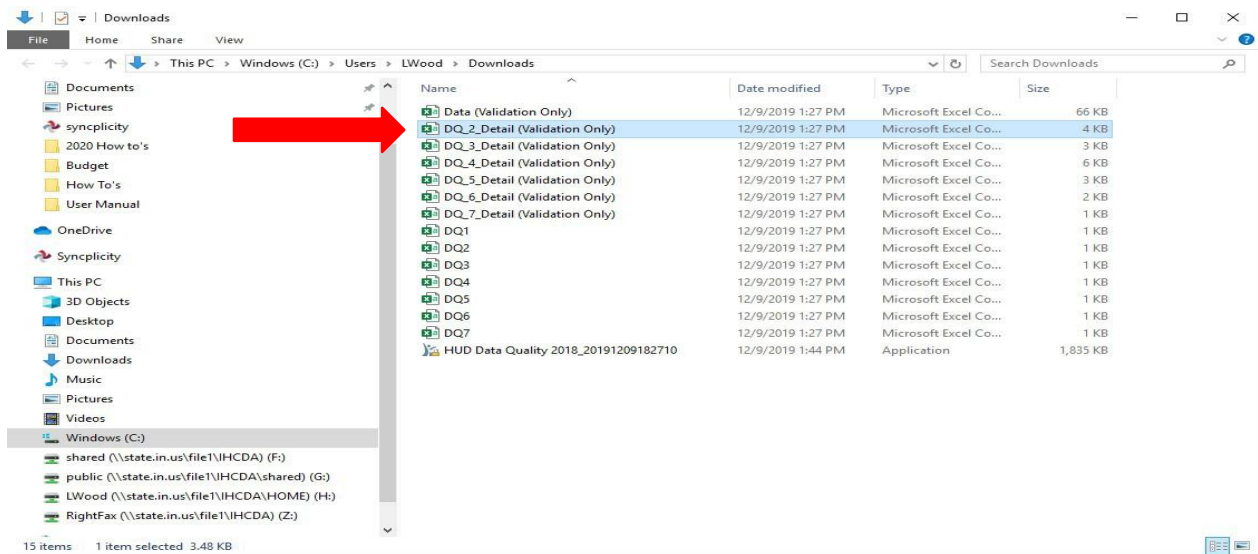 Downloads
File Home Share View
This PC > Windows (C:) > Users > LWood > Downloads
Search Downloads
Documents
Pictures
syncplicity
2020 How to's
Budget
How To's
User Manual
OneDrive
Syncplicity
This PC
3D Objects
Desktop
Documents
Downloads
Music
Pictures
Videos
Windows (C:)
shared (\\state.in.us\file1\IHCDA) (F:)
public (\\state.in.us\file1\IHCDA\shared) (G:)
LWood (\\state.in.us\file1\IHCDA\HOME) (H:)
RightFax (\\state.in.us\file1\IHCDA) (Z:)
Name Date modified Type Size
Data (Validation Only) 12/9/2019 1:27 PM Microsoft Excel Co... 66 KB
DQ_2_Detail (Validation Only) 12/9/2019 1:27 PM Microsoft Excel Co... 4 KB
DQ_3_Detail (Validation Only) 12/9/2019 1:27 PM Microsoft Excel Co... 3 KB
DQ_4_Detail (Validation Only) 12/9/2019 1:27 PM Microsoft Excel Co... 6 KB
DQ_5_Detail (Validation Only) 12/9/2019 1:27 PM Microsoft Excel Co... 3 KB
DQ_6_Detail (Validation Only) 12/9/2019 1:27 PM Microsoft Excel Co... 2 KB
DQ_7_Detail (Validation Only) 12/9/2019 1:27 PM Microsoft Excel Co... 1 KB
DQ1 12/9/2019 1:27 PM Microsoft Excel Co... 1 KB
DQ2 12/9/2019 1:27 PM Microsoft Excel Co... 1 KB
DQ3 12/9/2019 1:27 PM Microsoft Excel Co... 1 KB
DQ4 12/9/2019 1:27 PM Microsoft Excel Co... 1 KB
DQ5 12/9/2019 1:27 PM Microsoft Excel Co... 1 KB
DQ6 12/9/2019 1:27 PM Microsoft Excel Co... 1 KB
DQ7 12/9/2019 1:27 PM Microsoft Excel Co... 1 KB
HUD Data Quality 2018_20191209182710 12/9/2019 1:44 PM Application 1,835 KB
15 items 1 item selected 3.48 KB